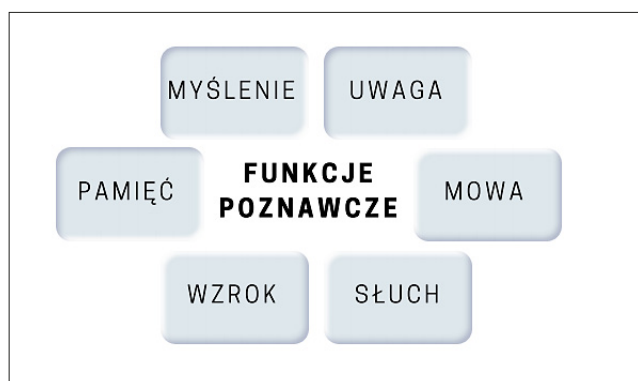 MYŚLENIE
UWAGA
PAMIĘĆ
FUNKCJE
POZNAWCZE
MOWA
WZROK
SŁUCH